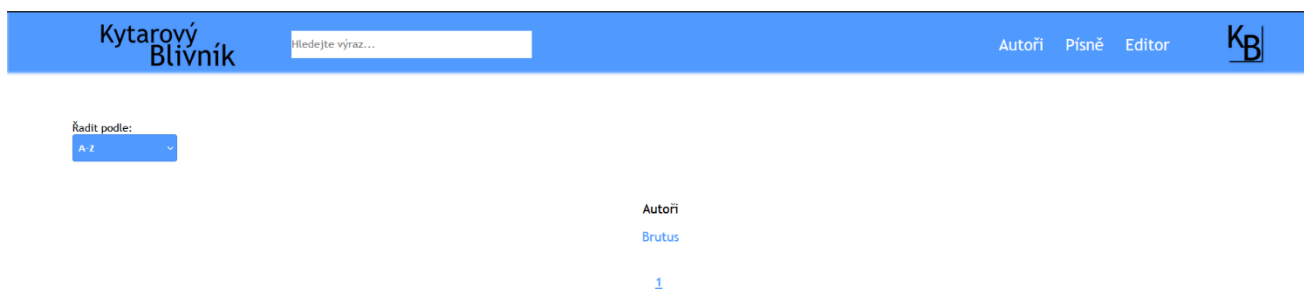 Kytarový
Blivník
Hledejte výraz...
Autoři Písně Editor
KB
Řadit podle:
A-Z
Autoři
Brutus
1